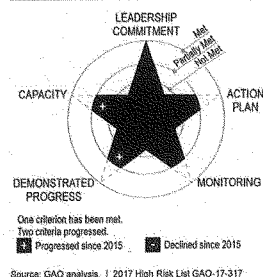 LEADERSHIP
COMMITMENT
Met
Partially Met
Not Met
CAPACITY
ACTION
PLAN
DEMONSTRATED
PROGRESS
MONITORING
One criterion has been met.
Two criteria progressed.
Progressed since 2015
Declined since 2015
Source: GAO analysis. | 2017 High Risk List GAO-17-317